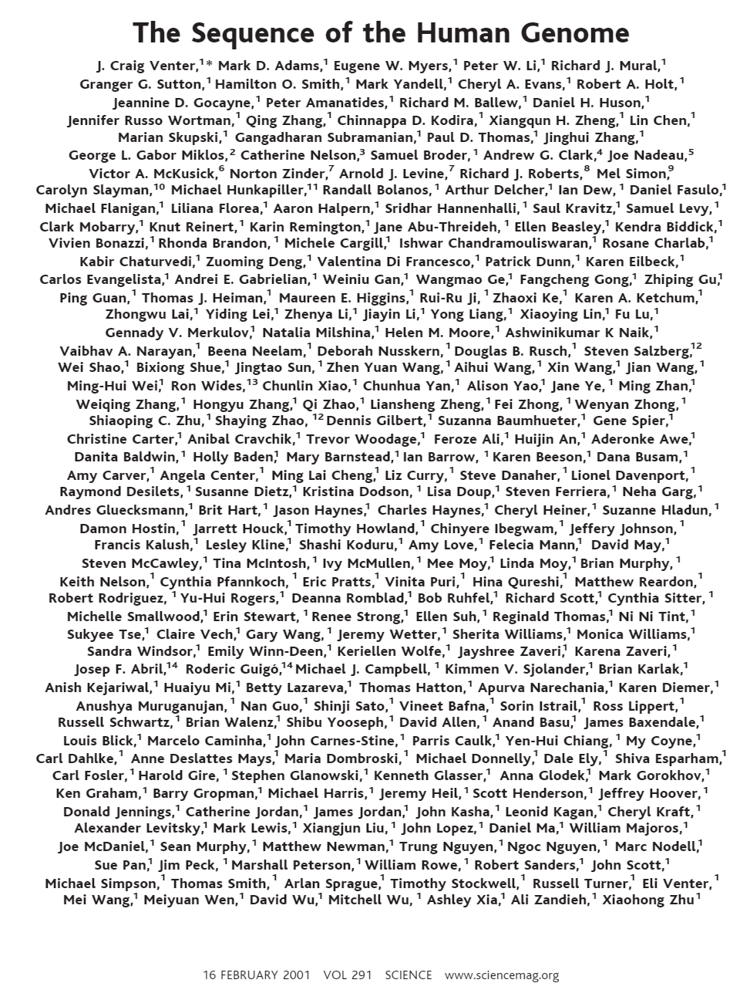 The Sequence of the Human Genome
J. Craig Venter,¹* Mark D. Adams,¹ Eugene W. Myers,¹ Peter W. Li,¹ Richard J. Mural,¹
Granger G. Sutton,¹ Hamilton O. Smith,¹ Mark Yandell,¹ Cheryl A. Evans,¹ Robert A. Holt,¹
Jeannine D. Gocayne,¹ Peter Amanatides,¹ Richard M. Ballew,¹ Daniel H. Huson,¹
Jennifer Russo Wortman,¹ Qing Zhang,¹ Chinnappa D. Kodira,¹ Xiangqun H. Zheng,¹ Lin Chen,¹
Marian Skupski,¹ Gangadharan Subramanian,¹ Paul D. Thomas,¹ Jinghui Zhang,¹
George L. Gabor Miklos,² Catherine Nelson,³ Samuel Broder,¹ Andrew G. Clark,⁴ Joe Nadeau,⁵
Victor A. McKusick,⁶ Norton Zinder,⁷ Arnold J. Levine,⁷ Richard J. Roberts,⁸ Mel Simon,⁹
Carolyn Slayman,¹⁰ Michael Hunkapiller,¹¹ Randall Bolanos,¹ Arthur Delcher,¹ Ian Dew,¹ Daniel Fasulo,¹
Michael Flanigan,¹ Liliana Florea,¹ Aaron Halpern,¹ Sridhar Hannenhalli,¹ Saul Kravitz,¹ Samuel Levy,¹
Clark Mobarry,¹ Knut Reinert,¹ Karin Remington,¹ Jane Abu-Threideh,¹ Ellen Beasley,¹ Kendra Biddick,¹
Vivien Bonazzi,¹ Rhonda Brandon,¹ Michele Cargill,¹ Ishwar Chandramouliswaran,¹ Rosane Charlab,¹
Kabir Chaturvedi,¹ Zuoming Deng,¹ Valentina Di Francesco,¹ Patrick Dunn,¹ Karen Eilbeck,¹
Carlos Evangelista,¹ Andrei E. Gabrielian,¹ Weiniu Gan,¹ Wangmao Ge,¹ Fangcheng Gong,¹ Zhiping Gu,¹
Ping Guan,¹ Thomas J. Heiman,¹ Maureen E. Higgins,¹ Rui-Ru Ji,¹ Zhaoxi Ke,¹ Karen A. Ketchum,¹
Zhongwu Lai,¹ Yiding Lei,¹ Zhenya Li,¹ Jiayin Li,¹ Yong Liang,¹ Xiaoying Lin,¹ Fu Lu,¹
Gennady V. Merkulov,¹ Natalia Milshina,¹ Helen M. Moore,¹ Ashwinikumar K Naik,¹
Vaibhav A. Narayan,¹ Beena Neelam,¹ Deborah Nusskern,¹ Douglas B. Rusch,¹ Steven Salzberg,¹²
Wei Shao,¹ Bixiong Shue,¹ Jingtao Sun,¹ Zhen Yuan Wang,¹ Aihui Wang,¹ Xin Wang,¹ Jian Wang,¹
Ming-Hui Wei,¹ Ron Wides,¹³ Chunlin Xiao,¹ Chunhua Yan,¹ Alison Yao,¹ Jane Ye,¹ Ming Zhan,¹
Weiqing Zhang,¹ Hongyu Zhang,¹ Qi Zhao,¹ Liansheng Zheng,¹ Fei Zhong,¹ Wenyan Zhong,¹
Shiaoping C. Zhu,¹ Shaying Zhao,¹² Dennis Gilbert,¹ Suzanna Baumhueter,¹ Gene Spier,¹
Christine Carter,¹ Anibal Cravchik,¹ Trevor Woodage,¹ Feroze Ali,¹ Huijin An,¹ Aderonke Awe,¹
Danita Baldwin,¹ Holly Baden,¹ Mary Barnstead,¹ Ian Barrow,¹ Karen Beeson,¹ Dana Busam,¹
Amy Carver,¹ Angela Center,¹ Ming Lai Cheng,¹ Liz Curry,¹ Steve Danaher,¹ Lionel Davenport,¹
Raymond Desilets,¹ Susanne Dietz,¹ Kristina Dodson,¹ Lisa Doup,¹ Steven Ferriera,¹ Neha Garg,¹
Andres Gluecksmann,¹ Brit Hart,¹ Jason Haynes,¹ Charles Haynes,¹ Cheryl Heiner,¹ Suzanne Hladun,¹
Damon Hostin,¹ Jarrett Houck,¹ Timothy Howland,¹ Chinyere Ibegwam,¹ Jeffery Johnson,¹
Francis Kalush,¹ Lesley Kline,¹ Shashi Koduru,¹ Amy Love,¹ Felecia Mann,¹ David May,¹
Steven McCawley,¹ Tina McIntosh,¹ Ivy McMullen,¹ Mee Moy,¹ Linda Moy,¹ Brian Murphy,¹
Keith Nelson,¹ Cynthia Pfannkoch,¹ Eric Pratts,¹ Vinita Puri,¹ Hina Qureshi,¹ Matthew Reardon,¹
Robert Rodriguez,¹ Yu-Hui Rogers,¹ Deanna Romblad,¹ Bob Ruhfel,¹ Richard Scott,¹ Cynthia Sitter,¹
Michelle Smallwood,¹ Erin Stewart,¹ Renee Strong,¹ Ellen Suh,¹ Reginald Thomas,¹ Ni Ni Tint,¹
Sukyee Tse,¹ Claire Vech,¹ Gary Wang,¹ Jeremy Wetter,¹ Sherita Williams,¹ Monica Williams,¹
Sandra Windsor,¹ Emily Winn-Deen,¹ Keriellen Wolfe,¹ Jayshree Zaveri,¹ Karena Zaveri,¹
Josep F. Abril,¹⁴ Roderic Guigó,¹⁴ Michael J. Campbell,¹ Kimmen V. Sjolander,¹ Brian Karlak,¹
Anish Kejariwal,¹ Huaiyu Mi,¹ Betty Lazareva,¹ Thomas Hatton,¹ Apurva Narechania,¹ Karen Diemer,¹
Anushya Muruganujan,¹ Nan Guo,¹ Shinji Sato,¹ Vineet Bafna,¹ Sorin Istrail,¹ Ross Lippert,¹
Russell Schwartz,¹ Brian Walenz,¹ Shibu Yooseph,¹ David Allen,¹ Anand Basu,¹ James Baxendale,¹
Louis Blick,¹ Marcelo Caminha,¹ John Carnes-Stine,¹ Parris Caulk,¹ Yen-Hui Chiang,¹ My Coyne,¹
Carl Dahlke,¹ Anne Deslattes Mays,¹ Maria Dombroski,¹ Michael Donnelly,¹ Dale Ely,¹ Shiva Esparham,¹
Carl Fosler,¹ Harold Gire,¹ Stephen Glanowski,¹ Kenneth Glasser,¹ Anna Glodek,¹ Mark Gorokhov,¹
Ken Graham,¹ Barry Gropman,¹ Michael Harris,¹ Jeremy Heil,¹ Scott Henderson,¹ Jeffrey Hoover,¹
Donald Jennings,¹ Catherine Jordan,¹ James Jordan,¹ John Kasha,¹ Leonid Kagan,¹ Cheryl Kraft,¹
Alexander Levitsky,¹ Mark Lewis,¹ Xiangjun Liu,¹ John Lopez,¹ Daniel Ma,¹ William Majoros,¹
Joe McDaniel,¹ Sean Murphy,¹ Matthew Newman,¹ Trung Nguyen,¹ Ngoc Nguyen,¹ Marc Nodell,¹
Sue Pan,¹ Jim Peck,¹ Marshall Peterson,¹ William Rowe,¹ Robert Sanders,¹ John Scott,¹
Michael Simpson,¹ Thomas Smith,¹ Arlan Sprague,¹ Timothy Stockwell,¹ Russell Turner,¹ Eli Venter,¹
Mei Wang,¹ Meiyuan Wen,¹ David Wu,¹ Mitchell Wu,¹ Ashley Xia,¹ Ali Zandieh,¹ Xiaohong Zhu¹
16 FEBRUARY 2001 VOL 291 SCIENCE www.sciencemag.org